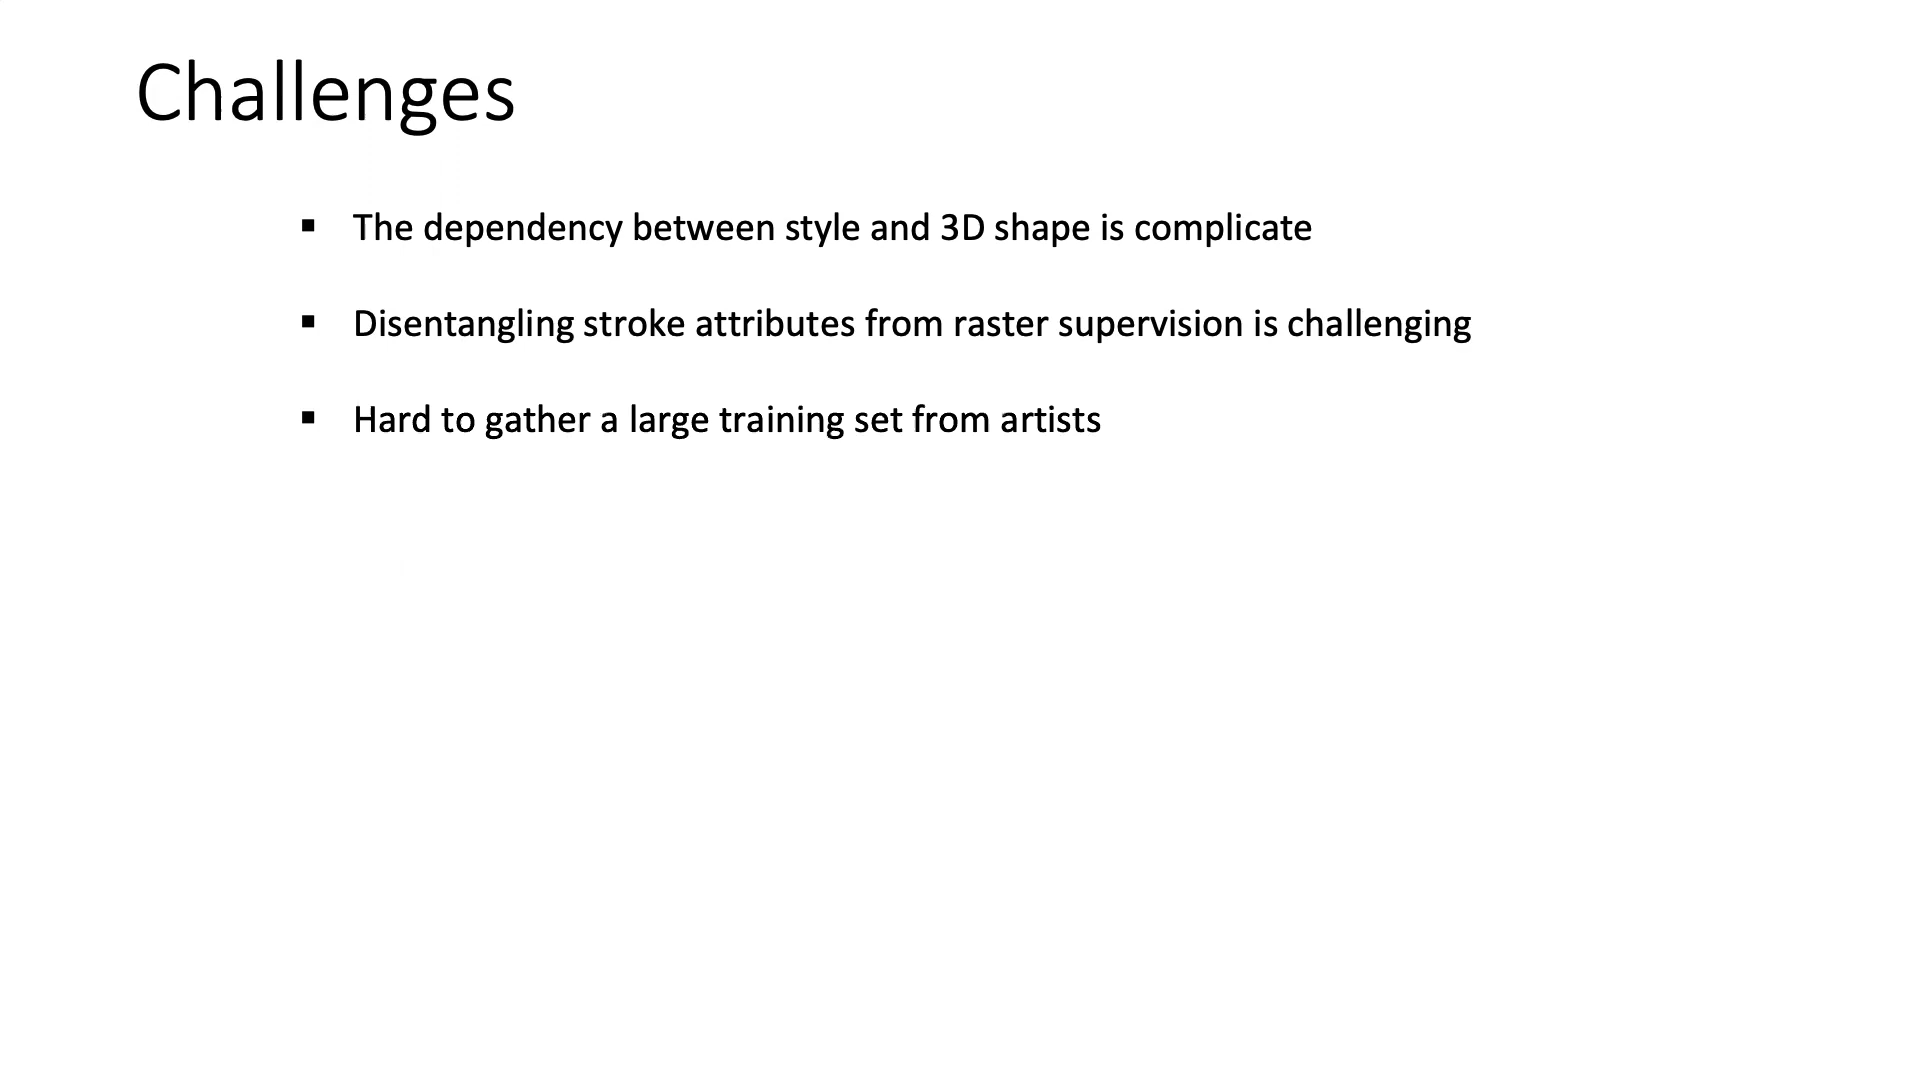 Challenges
▪ The dependency between style and 3D shape is complicate
▪ Disentangling stroke attributes from raster supervision is challenging
▪ Hard to gather a large training set from artists